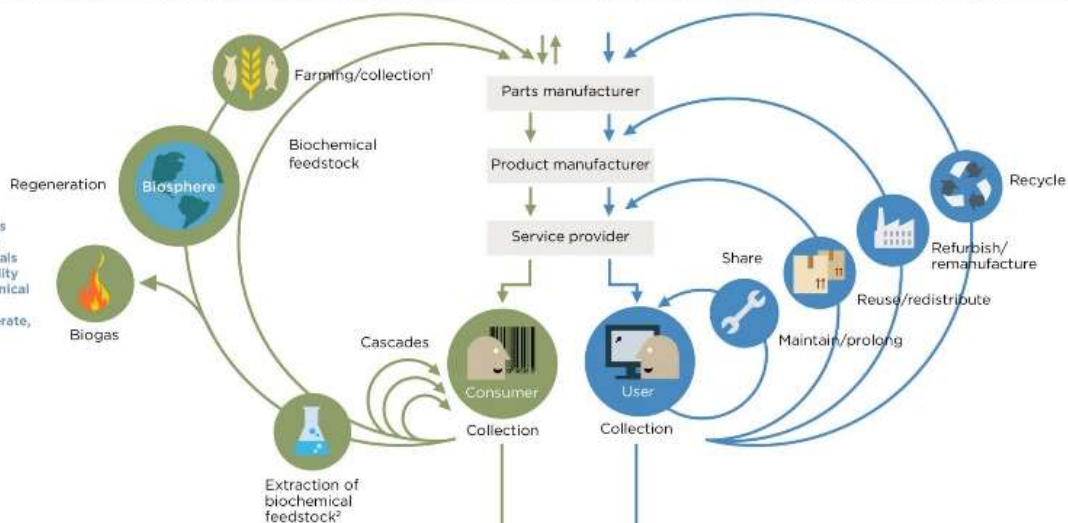 Farming/collection¹
Parts manufacturer
Biochemical
feedstock
Product manufacturer
Regeneration
Biosphere
Recycle
Service provider
Share
Refurbish/
remanufacture
Reuse/redistribute
Biogas
Cascades
Maintain/prolong
Consumer
User
Collection
Collection
Extraction of
biochemical
feedstock²